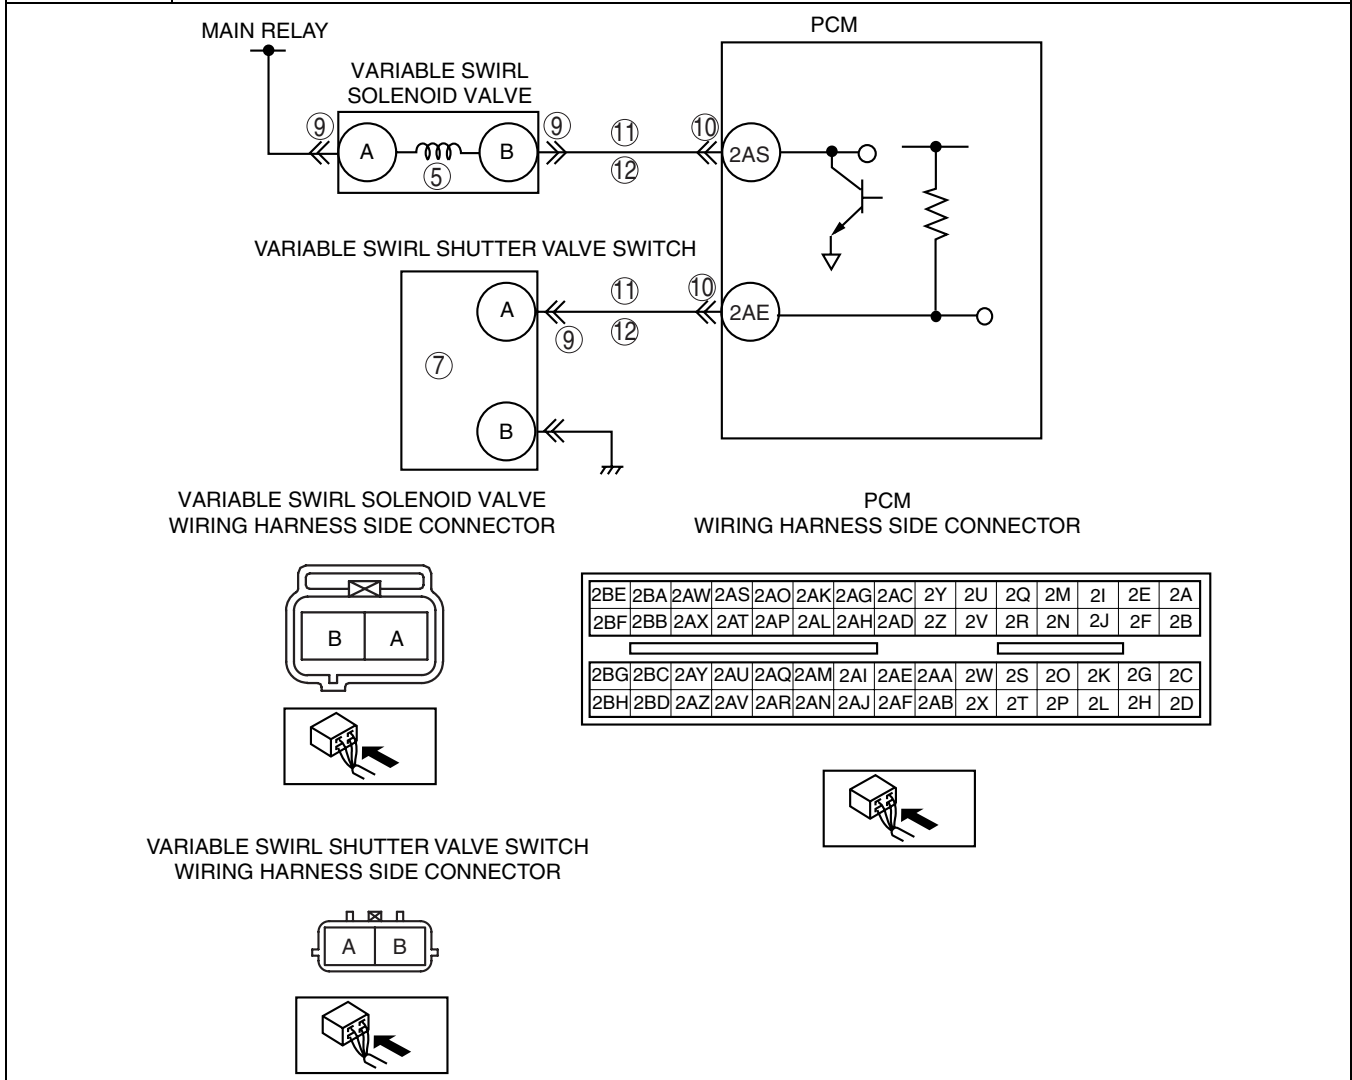 MAIN RELAY
PCM
VARIABLE SWIRL
SOLENOID VALVE
⑨ A B ⑨ ⑪ ⑩ 2AS
⑤ ⑫
VARIABLE SWIRL SHUTTER VALVE SWITCH
A ⑪ ⑩ 2AE
⑨ ⑫
⑦
B
VARIABLE SWIRL SOLENOID VALVE
WIRING HARNESS SIDE CONNECTOR
B A
PCM
WIRING HARNESS SIDE CONNECTOR
2BE 2BA 2AW 2AS 2AO 2AK 2AG 2AC 2Y 2U 2Q 2M 2I 2E 2A
2BF 2BB 2AX 2AT 2AP 2AL 2AH 2AD 2Z 2V 2R 2N 2J 2F 2B
2BG 2BC 2AY 2AU 2AQ 2AM 2AI 2AE 2AA 2W 2S 2O 2K 2G 2C
2BH 2BD 2AZ 2AV 2AR 2AN 2AJ 2AF 2AB 2X 2T 2P 2L 2H 2D
VARIABLE SWIRL SHUTTER VALVE SWITCH
WIRING HARNESS SIDE CONNECTOR
A B